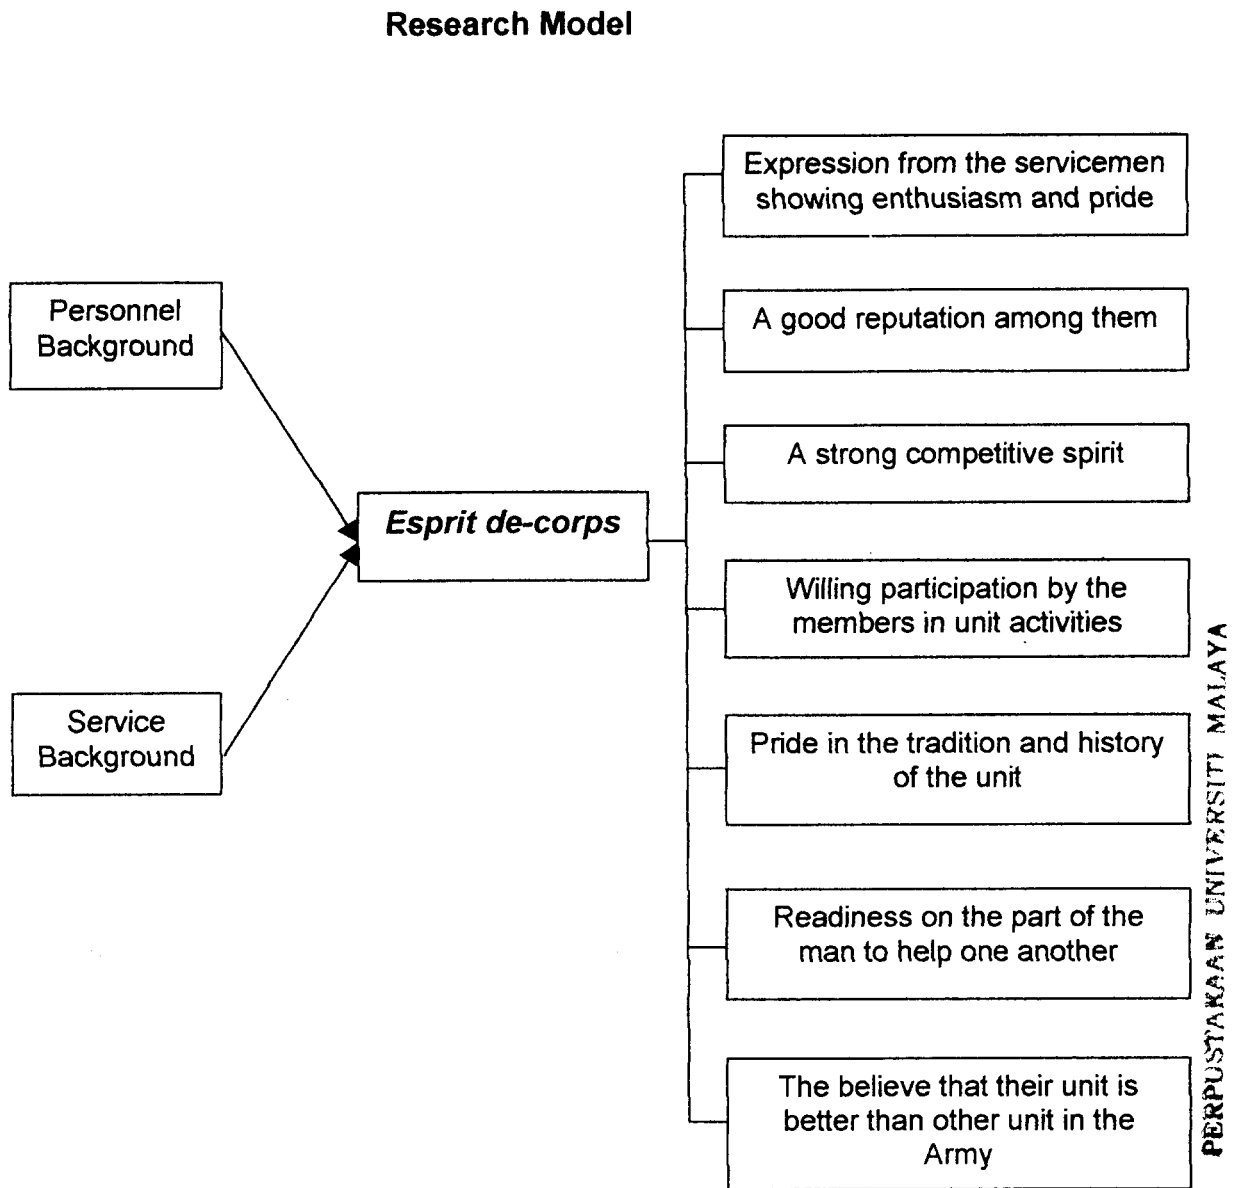 Research Model
Expression from the servicemen
showing enthusiasm and pride
Personnel
Background
A good reputation among them
A strong competitive spirit
Esprit de-corps
Willing participation by the
members in unit activities
Service
Background
Pride in the tradition and history
of the unit
Readiness on the part of the
man to help one another
The believe that their unit is
better than other unit in the
Army
PERPUSTAKAAN UNIVERSITI MALAYA